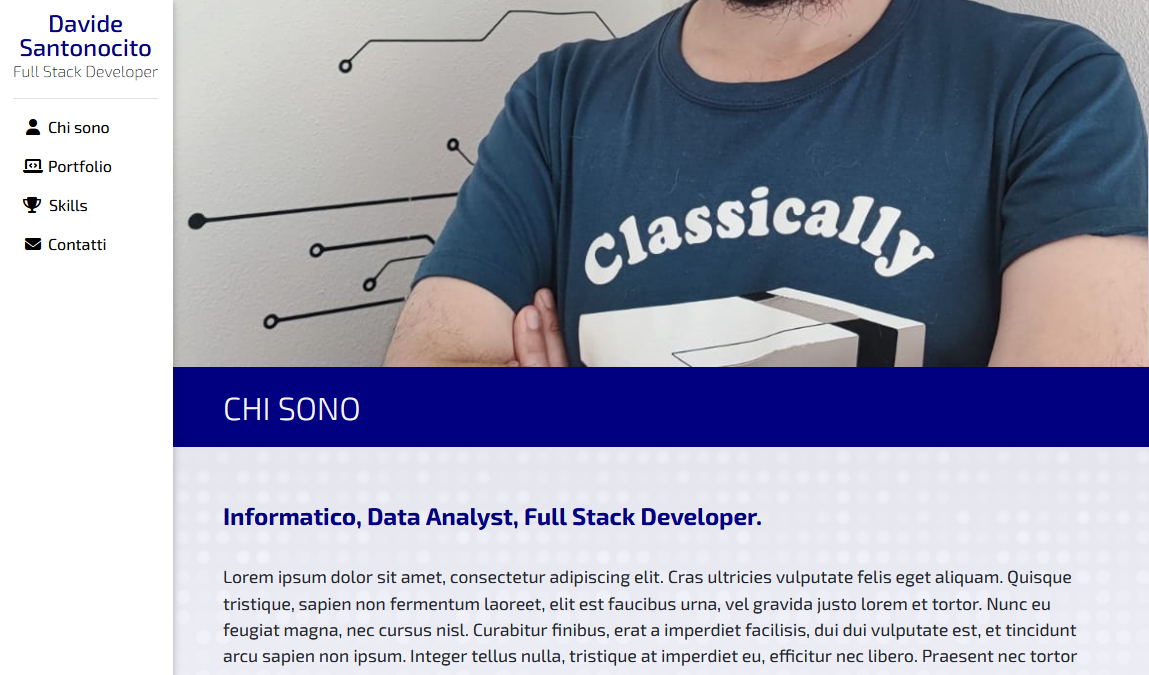 Davide
Santonocito
Full Stack Developer
Chi sono
Portfolio
Skills
Contatti
Classically
CHI SONO
Informatico, Data Analyst, Full Stack Developer.
Lorem ipsum dolor sit amet, consectetur adipiscing elit. Cras ultricies vulputate felis eget aliquam. Quisque
tristique, sapien non fermentum laoreet, elit est faucibus urna, vel gravida justo lorem et tortor. Nunc eu
feugiat magna, nec cursus nisl. Curabitur finibus, erat a imperdiet facilisis, dui dui vulputate est, et tincidunt
arcu sapien non ipsum. Integer tellus nulla, tristique at imperdiet eu, efficitur nec libero. Praesent nec tortor